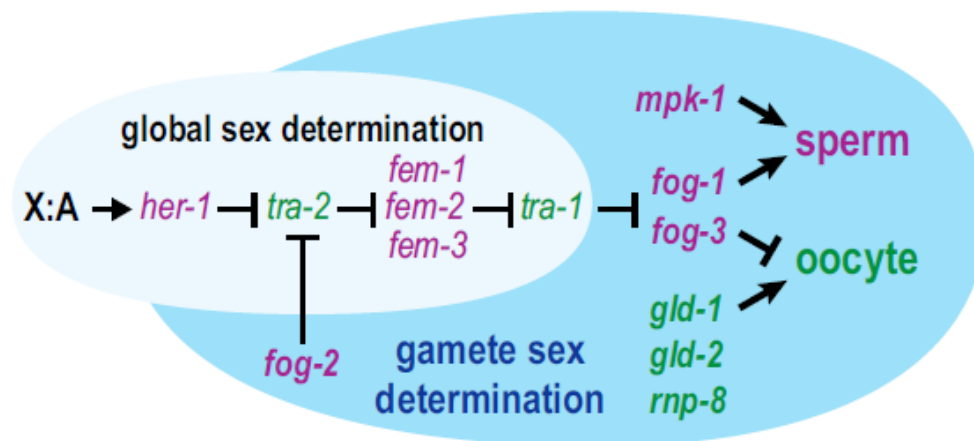 global sex determination
X:A
her-1
tra-2
fem-1
fem-2
fem-3
tra-1
fog-2
gamete sex
determination
mpk-1
fog-1
fog-3
gld-1
gld-2
rnp-8
sperm
oocyte